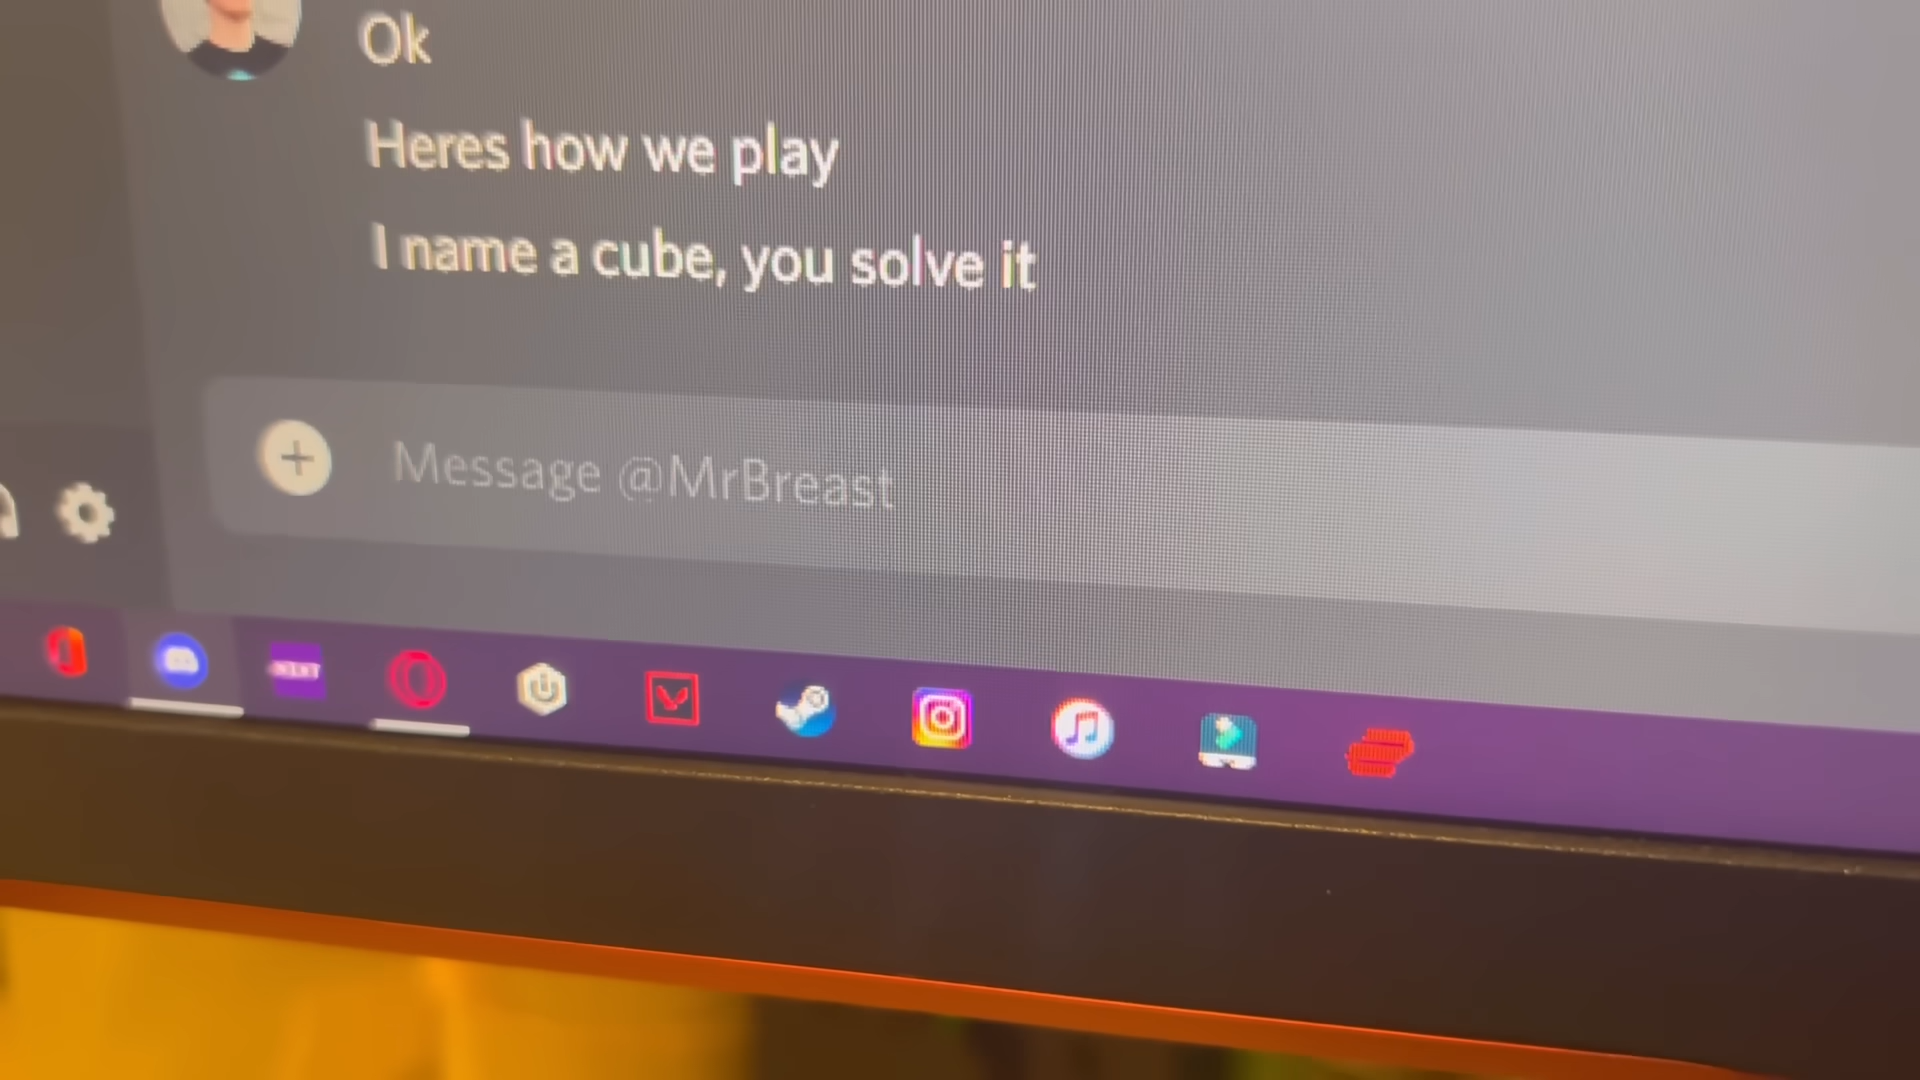 Ok
Heres how we play
I name a cube, you solve it
Message @MrBreast